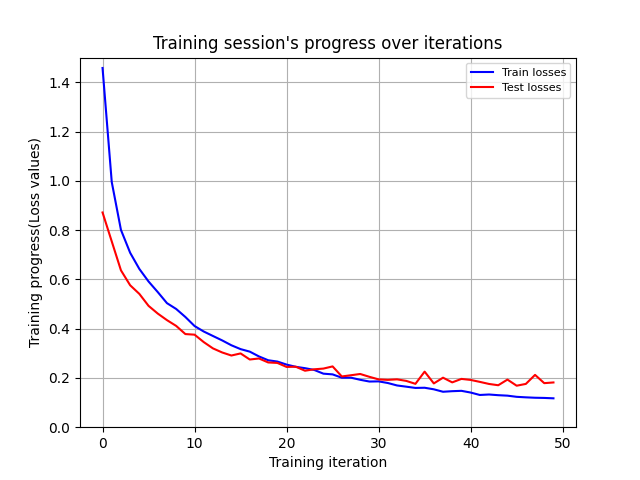 Training session's progress over iterations
Train losses
Test losses
Training progress(Loss values)
1.4
1.2
1.0
0.8
0.6
0.4
0.2
0.0
0 10 20 30 40 50
Training iteration